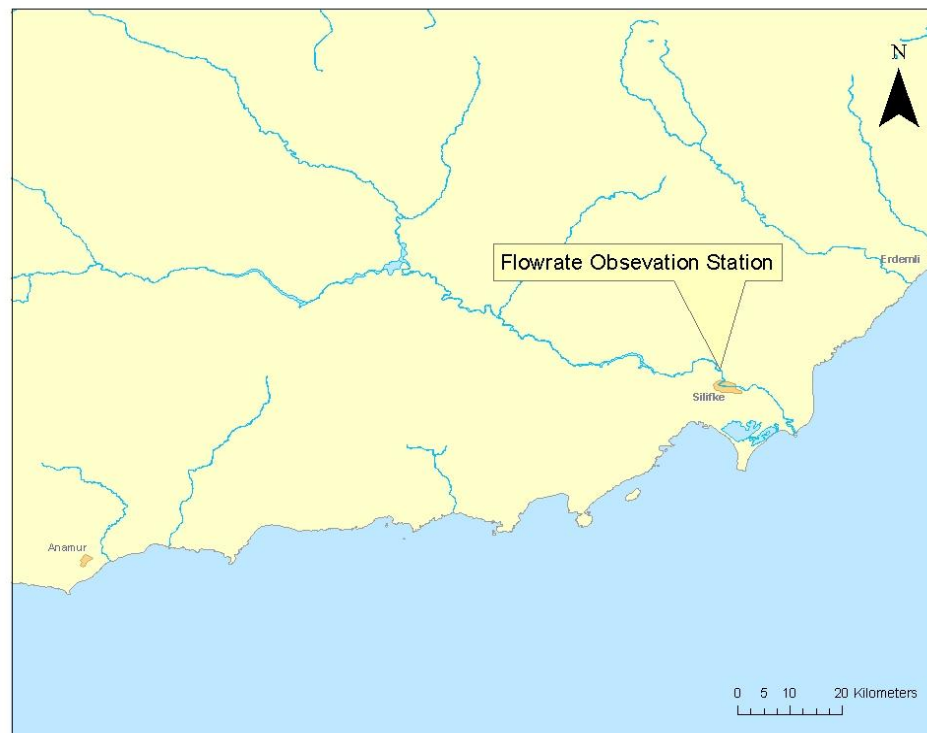 N
Erdemli
Flowrate Obsevation Station
Silifke
Anamur
0 5 10 20 Kilometers